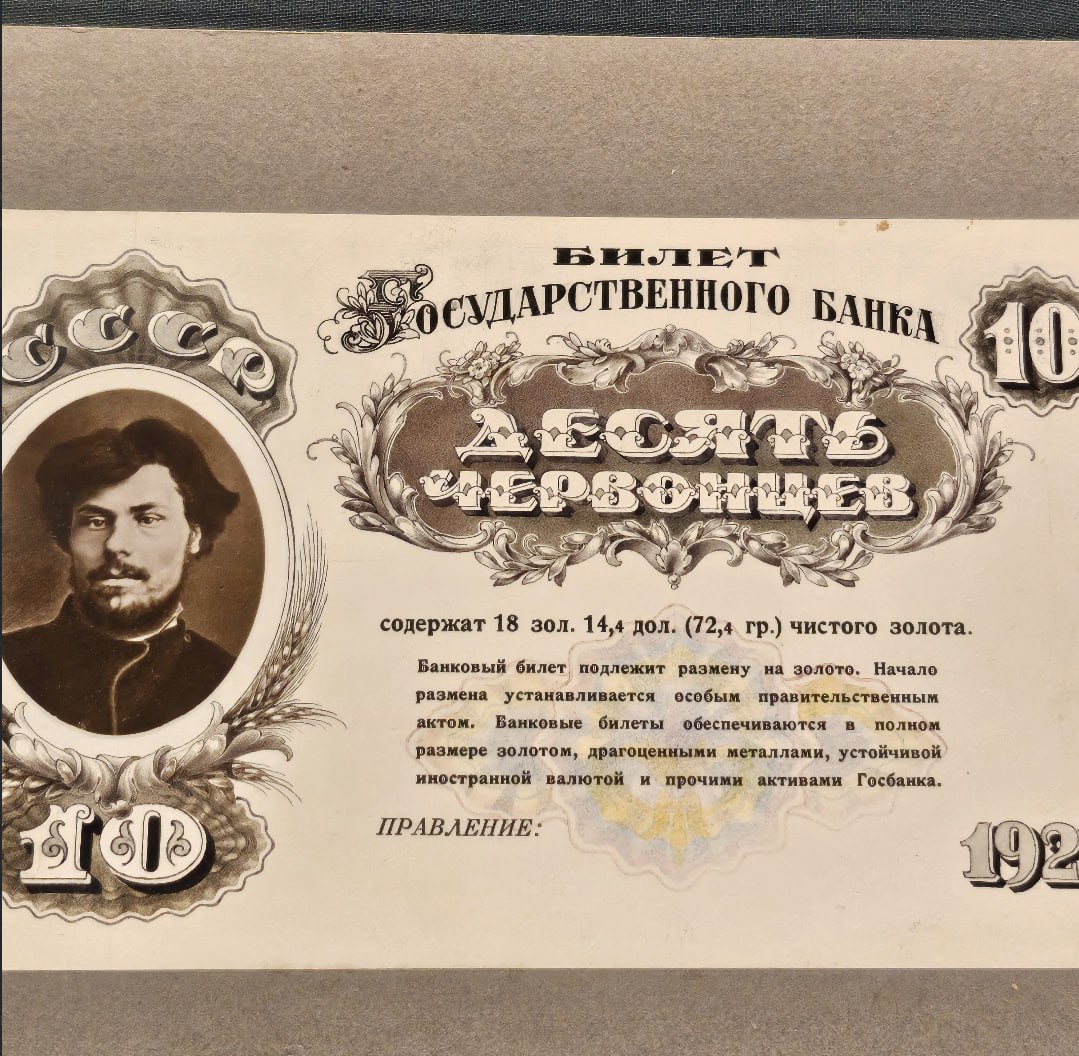 СССР
БИЛЕТ
ГОСУДАРСТВЕННОГО БАНКА
10
ДЕСЯТЬ
ЧЕРВОНЦЕВ
содержат 18 зол. 14,4 дол. (72,4 гр.) чистого золота.
Банковый билет подлежит размену на золото. Начало
размена устанавливается особым правительственным
актом. Банковые билеты обеспечиваются в полном
размере золотом, драгоценными металлами, устойчивой
иностранной валютой и прочими активами Госбанка.
ПРАВЛЕНИЕ:
10
192